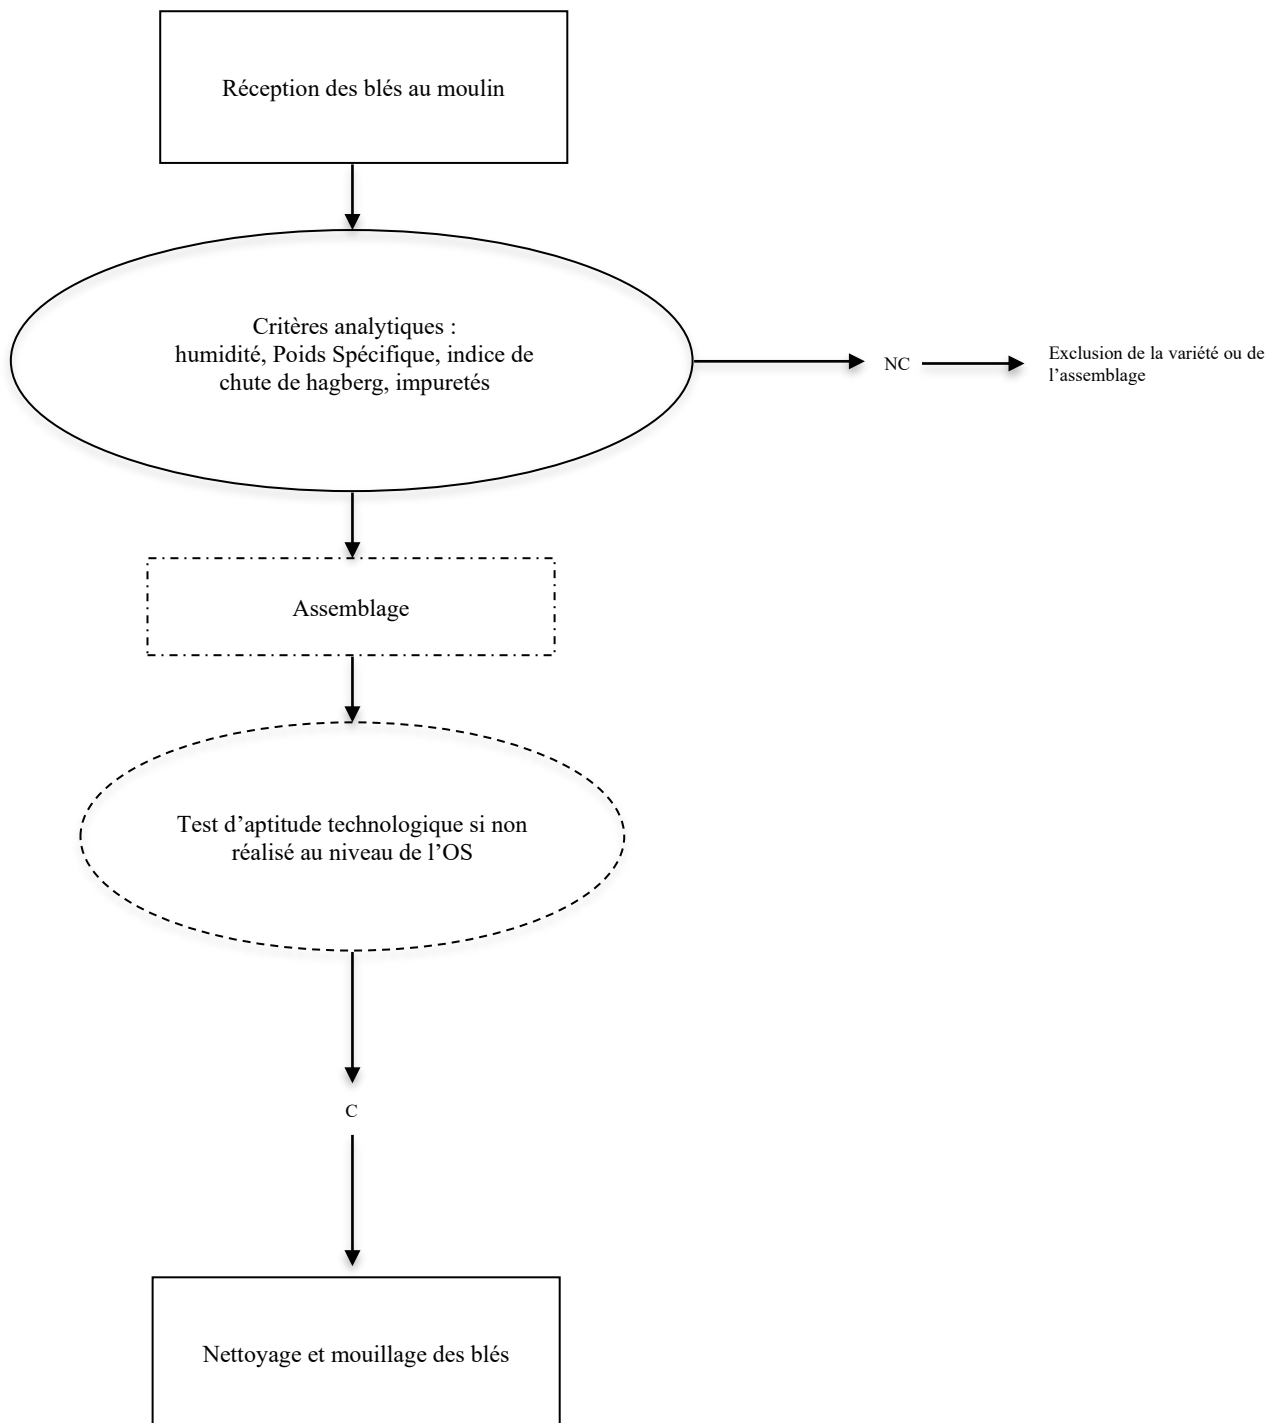 Réception des blés au moulin
Critères analytiques :
humidité, Poids Spécifique, indice de
chute de hagberg, impuretés
NC
Exclusion de la variété ou de
l’assemblage
Assemblage
Test d’aptitude technologique si non
réalisé au niveau de l’OS
C
Nettoyage et mouillage des blés